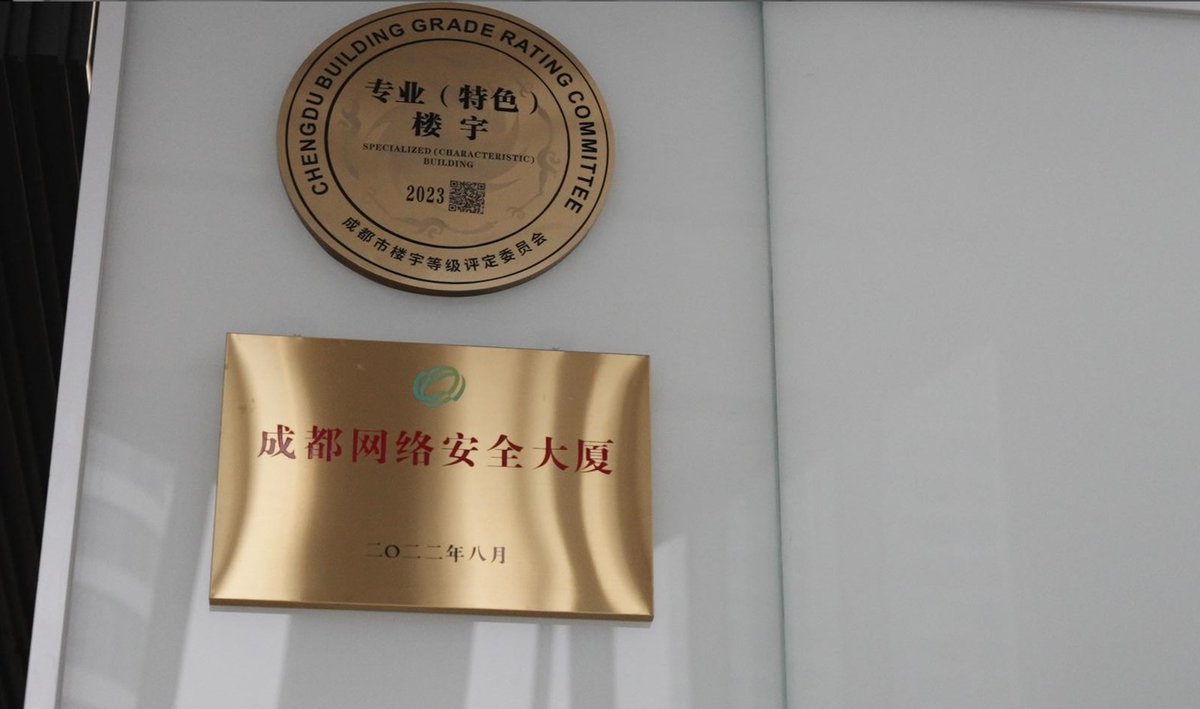 CHENGDU BUILDING GRADE RATING COMMITTEE
专业（特色）
楼宇
SPECIALIZED (CHARACTERISTIC)
BUILDING
2023
成都市楼宇等级评定委员会
成都网络安全大厦
二〇二二年八月